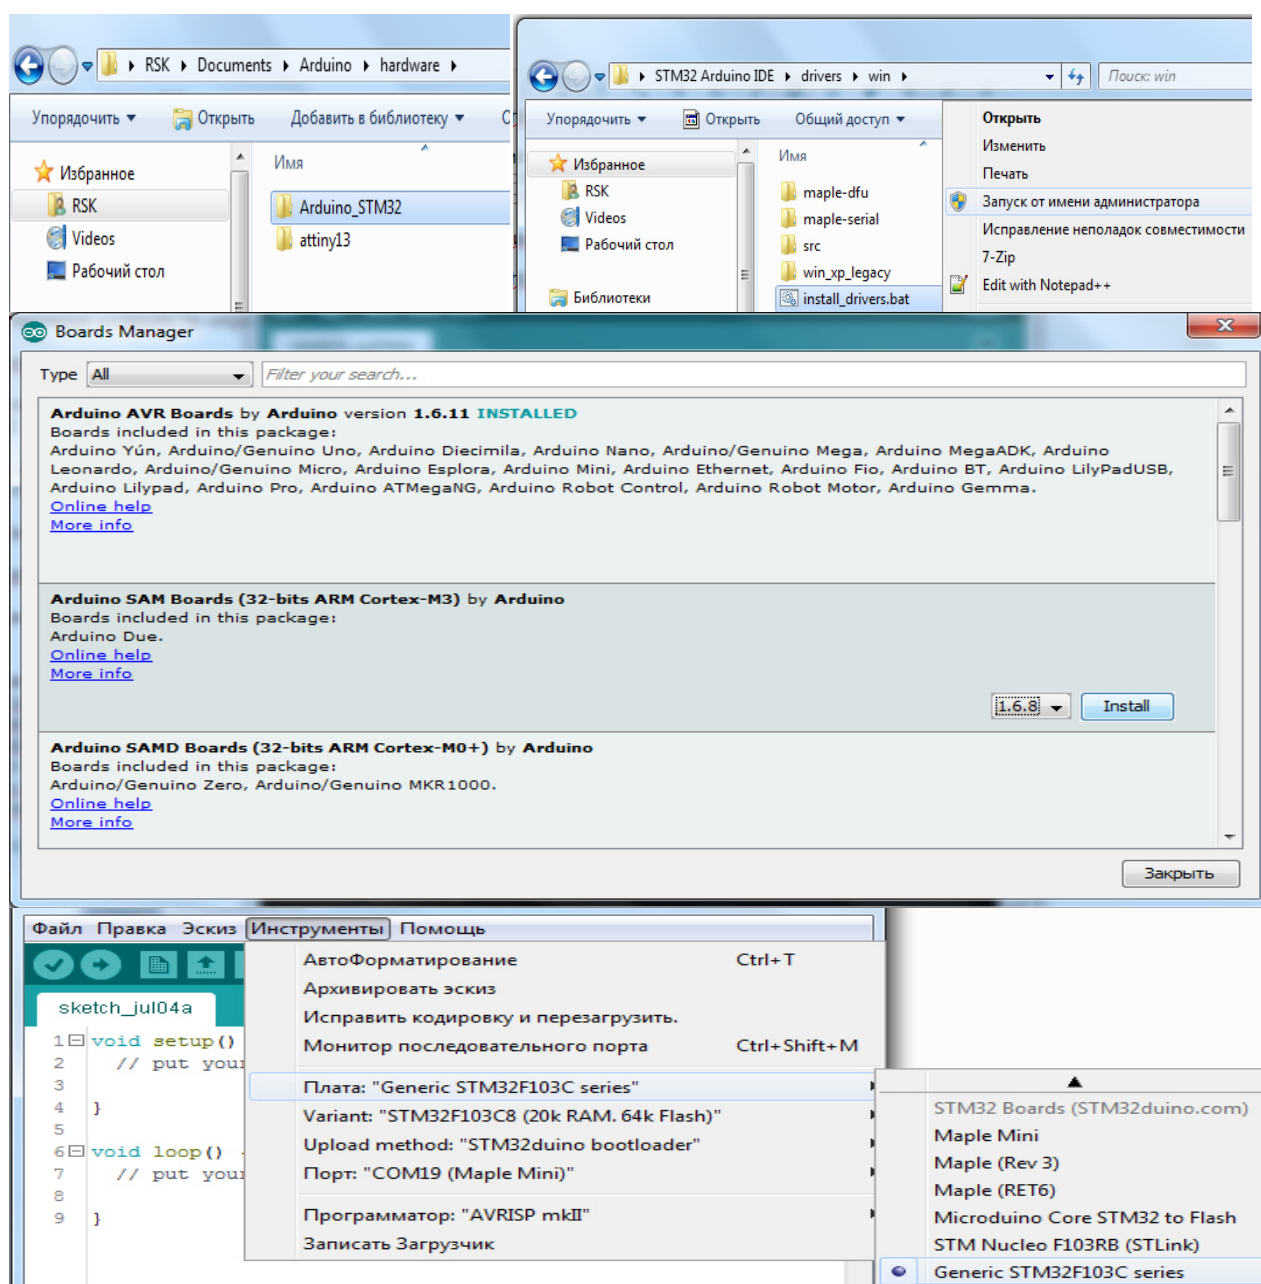 RSK Documents Arduino hardware
Упорядочить Открыть Добавить в библиотеку
Имя
Избранное
RSK
Videos
Рабочий стол
Arduino_STM32
attiny13
STM32 Arduino IDE drivers win Поиск: win
Упорядочить Открыть Общий доступ
Имя
Избранное
RSK
Videos
Рабочий стол
Библиотеки
maple-dfu
maple-serial
src
win_xp_legacy
install_drivers.bat
Открыть
Изменить
Печать
Запуск от имени администратора
Исправление неполадок совместимости
7-Zip
Edit with Notepad++
Boards Manager
Type All Filter your search...
Arduino AVR Boards by Arduino version 1.6.11 INSTALLED
Boards included in this package:
Arduino Yún, Arduino/Genuino Uno, Arduino Diecimila, Arduino Nano, Arduino/Genuino Mega, Arduino MegaADK, Arduino
Leonardo, Arduino/Genuino Micro, Arduino Esplora, Arduino Mini, Arduino Ethernet, Arduino Fio, Arduino BT, Arduino LilyPadUSB,
Arduino Lilypad, Arduino Pro, Arduino ATMegaNG, Arduino Robot Control, Arduino Robot Motor, Arduino Gemma.
Online help
More info
Arduino SAM Boards (32-bits ARM Cortex-M3) by Arduino
Boards included in this package:
Arduino Due.
Online help
More info
1.6.8 Install
Arduino SAMD Boards (32-bits ARM Cortex-M0+) by Arduino
Boards included in this package:
Arduino/Genuino Zero, Arduino/Genuino MKR1000.
Online help
More info
Закрыть
Файл Правка Эскиз Инструменты Помощь
sketch_jul04a
1 void setup()
2 // put your
3
4 }
5
6 void loop() {
7 // put your
8
9 }
АвтоФорматирование Ctrl+T
Архивировать эскиз
Исправить кодировку и перезагрузить.
Монитор последовательного порта Ctrl+Shift+M
Плата: "Generic STM32F103C series"
Variant: "STM32F103C8 (20k RAM. 64k Flash)"
Upload method: "STM32duino bootloader"
Порт: "COM19 (Maple Mini)"
Программатор: "AVRISP mkII"
Записать Загрузчик
STM32 Boards (STM32duino.com)
Maple Mini
Maple (Rev 3)
Maple (RET6)
Microduino Core STM32 to Flash
STM Nucleo F103RB (STLink)
Generic STM32F103C series